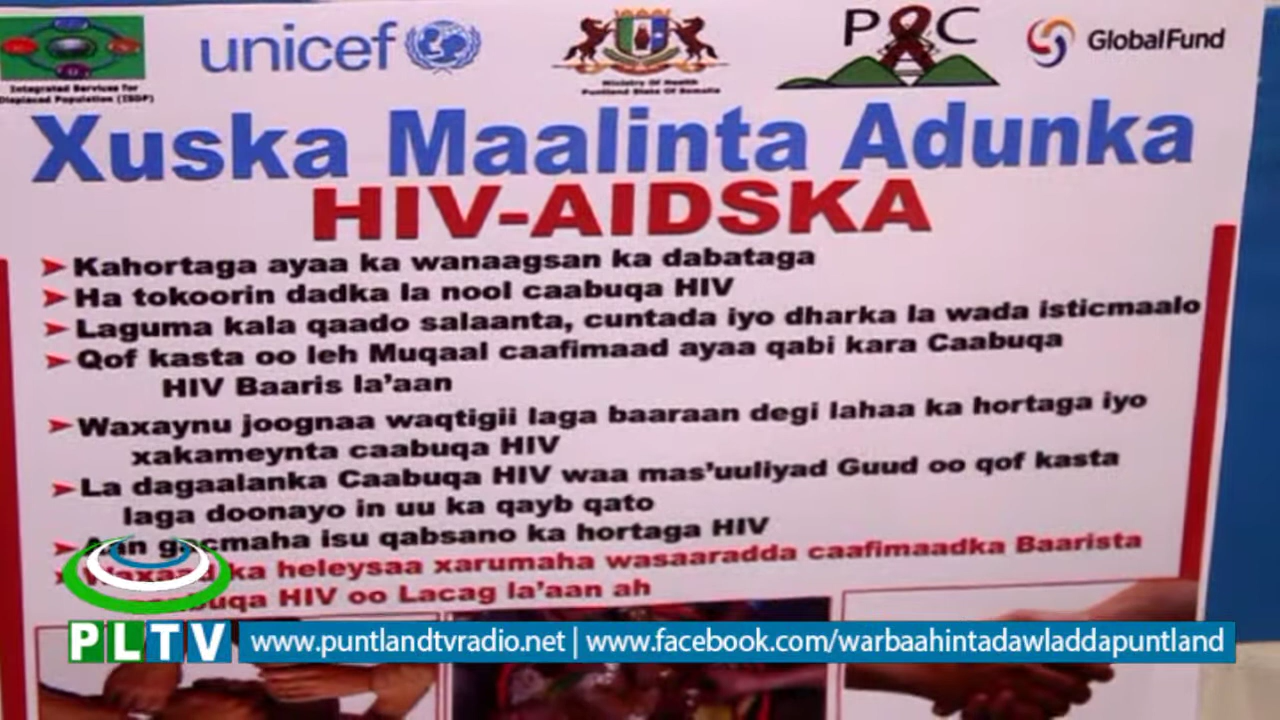 unicef
PAC
GlobalFund
Integrated Services for
Displaced Population (ISDP)
Ministry Of Health
Puntland State Of Somalia
Xuska Maalinta Adunka
HIV-AIDSKA
Kahortaga ayaa ka wanaagsan ka dabataga
Ha tokoorin dadka la nool caabuqa HIV
Laguma kala qaado salaanta, cuntada iyo dharka la wada isticmaalo
Qof kasta oo leh Muqaal caafimaad ayaa qabi kara Caabuqa
HIV Baaris la'aan
Waxaynu joognaa waqtigii laga baaraan degi lahaa ka hortaga iyo
xakameynta caabuqa HIV
La dagaalanka Caabuqa HIV waa mas'uuliyad Guud oo qof kasta
laga doonayo in uu ka qayb qato
gacmaha isu qabsano ka hortaga HIV
ka heleysaa xarumaha wasaaradda caafimaadka Baarista
HIV oo Lacag la'aan ah
PLTV www.puntlandtvradio.net | www.facebook.com/warbaahintadawladdapuntland